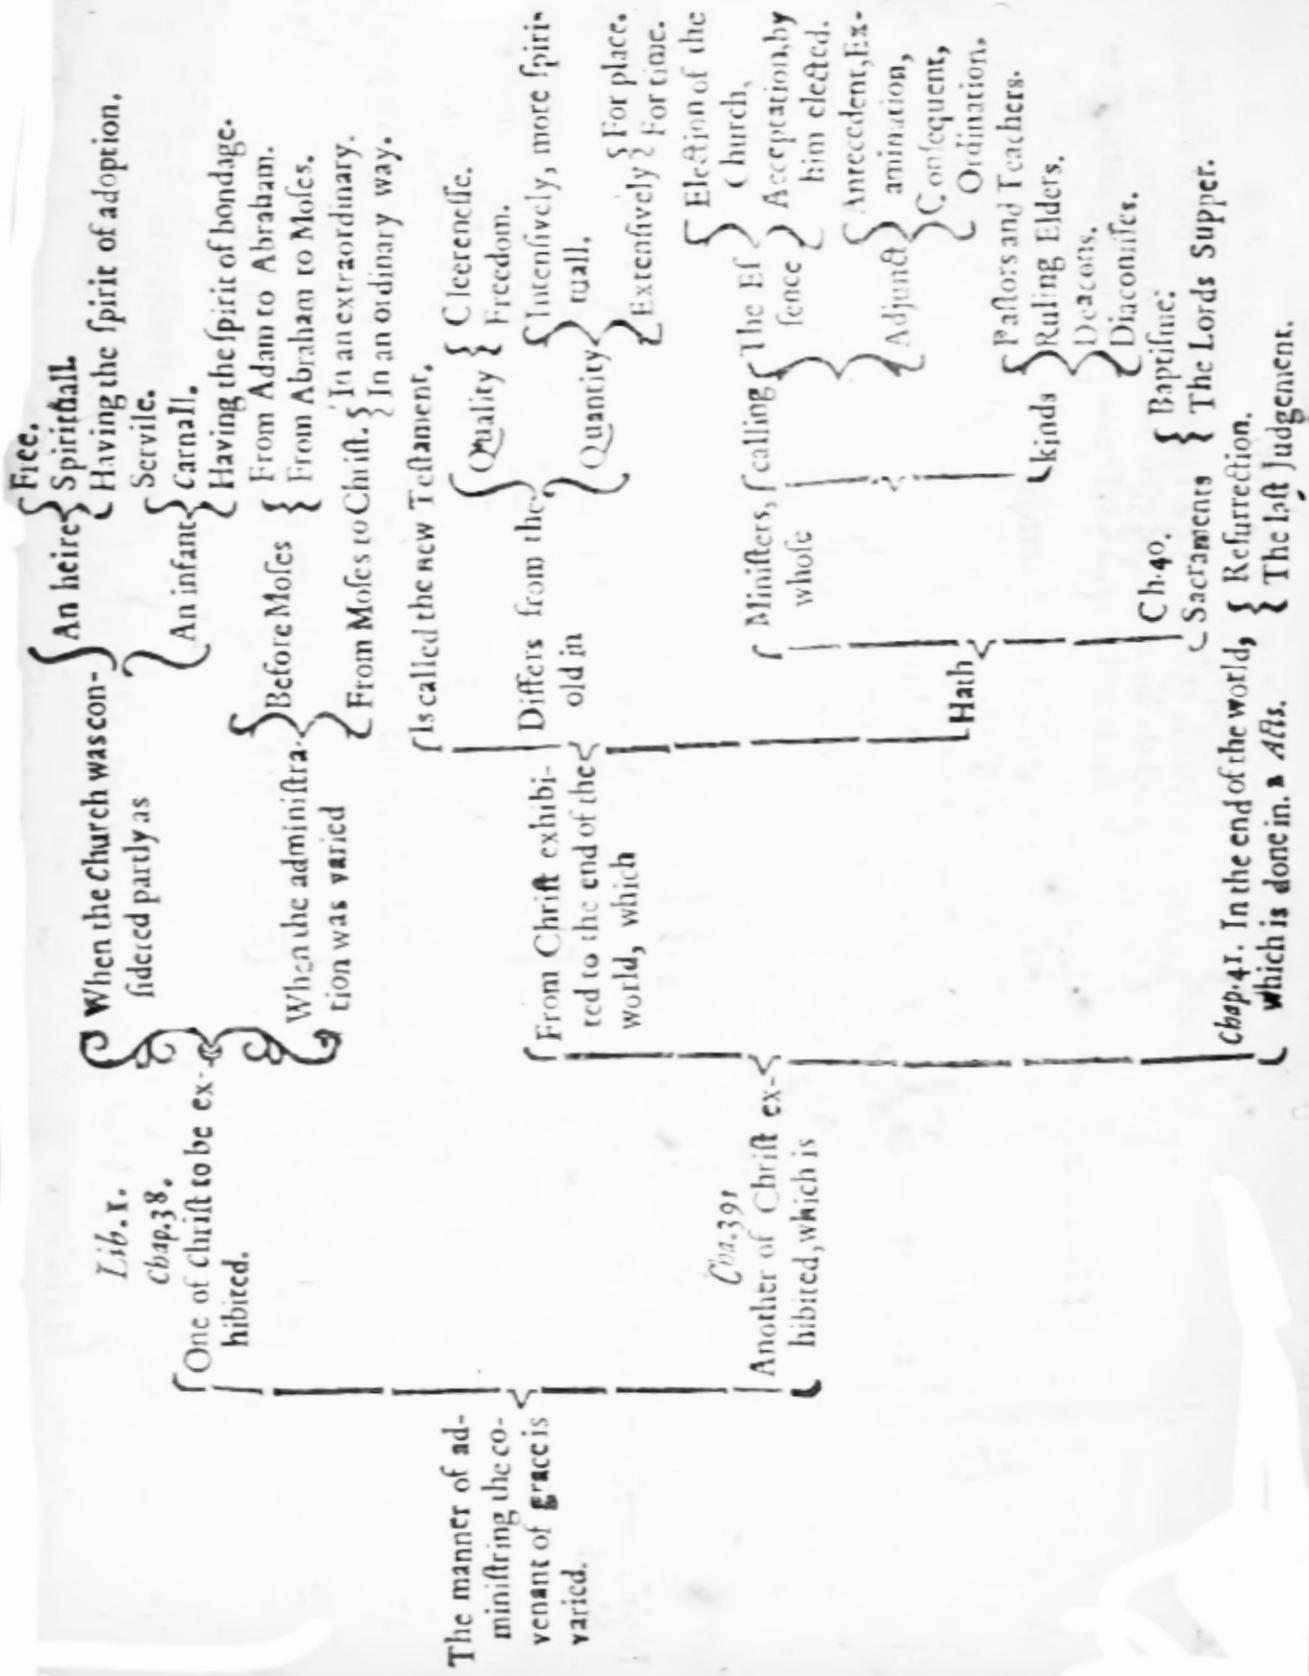 The manner of ad-
miniſtring the co-
venant of grace is
varied.
Lib. 1.
Chap. 38.
One of Chriſt to be ex-
hibited.
When the Church was con-
ſidered partly as
An heire
Free.
Spirituall.
Having the ſpirit of adoption.
An infant
Servile.
Carnall.
Having the ſpirit of bondage.
When the adminiſtra-
tion was varied
Before Moſes
From Adam to Abraham.
From Abraham to Moſes.
From Moſes to Chriſt.
In an extraordinary.
In an ordinary way.
Another of Chriſt ex-
hibited, which is
From Chriſt exhibi-
ted to the end of the
world, which
Is called the new Teſtament.
Differs from the
old in
Quality
Cleereneſſe.
Freedom.
Quantity
Intenſively, more ſpiri-
tuall.
Extenſively
For place.
For time.
Hath
Miniſters,
whoſe
calling
The Eſ
ſence
Election of the
Church,
Acceptation, by
him elected.
Adjunct
Antecedent, Ex-
amination,
Conſequent,
Ordination.
kinds
Paſtors and Teachers.
Ruling Elders.
Deacons.
Diaconniſes.
Ch. 40.
Sacraments
Baptiſme.
The Lords Supper.
Chap. 41. In the end of the world,
which is done in. 2 Acts.
Reſurrection.
The laſt Judgement.